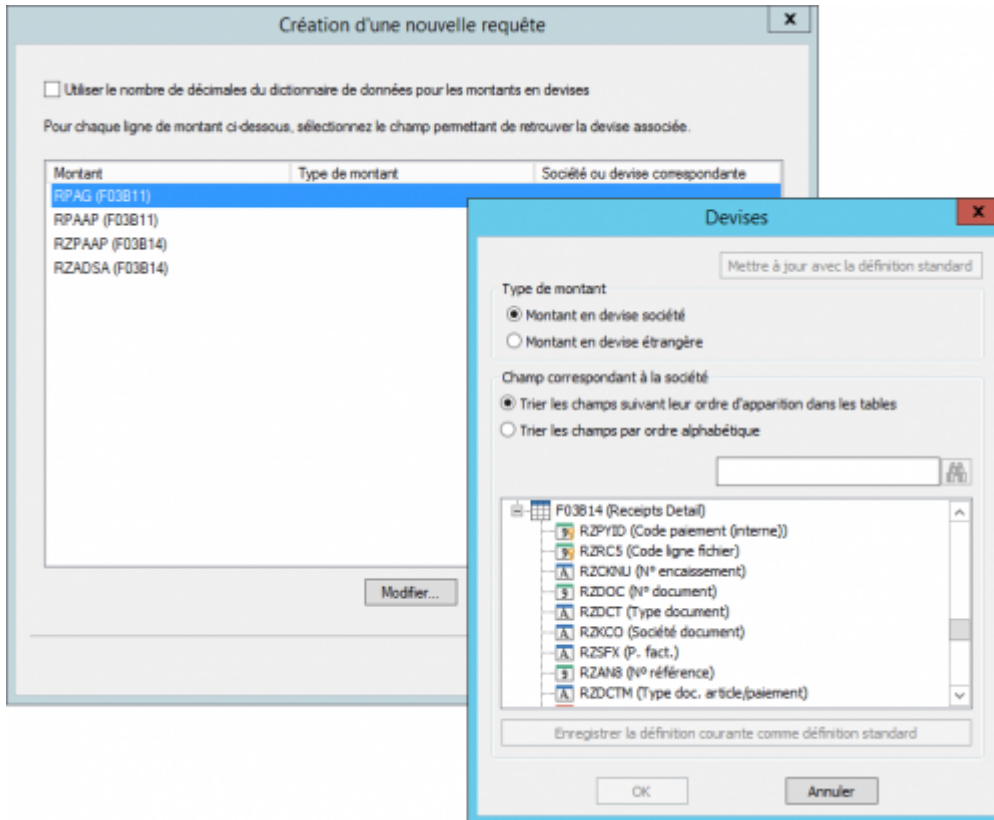 Création d'une nouvelle requête
x
Utiliser le nombre de décimales du dictionnaire de données pour les montants en devises
Pour chaque ligne de montant ci-dessous, sélectionnez le champ permettant de retrouver la devise associée.
Montant Type de montant Société ou devise correspondante
RPAG (F03B11)
RPAAP (F03B11)
RZPAAP (F03B14)
RZADSA (F03B14)
Modifier...
Devises
x
Mettre à jour avec la définition standard
Type de montant
Montant en devise société
Montant en devise étrangère
Champ correspondant à la société
Trier les champs suivant leur ordre d'apparition dans les tables
Trier les champs par ordre alphabétique
F03B14 (Receipts Detail)
RZPYID (Code paiement (interne))
RZRC5 (Code ligne fichier)
RZCKNU (N° encaissement)
RZDOC (N° document)
RZDCT (Type document)
RZKCO (Société document)
RZSFX (P. fact.)
RZAN8 (Nº référence)
RZDCTM (Type doc. article/paiement)
Enregistrer la définition courante comme définition standard
OK Annuler